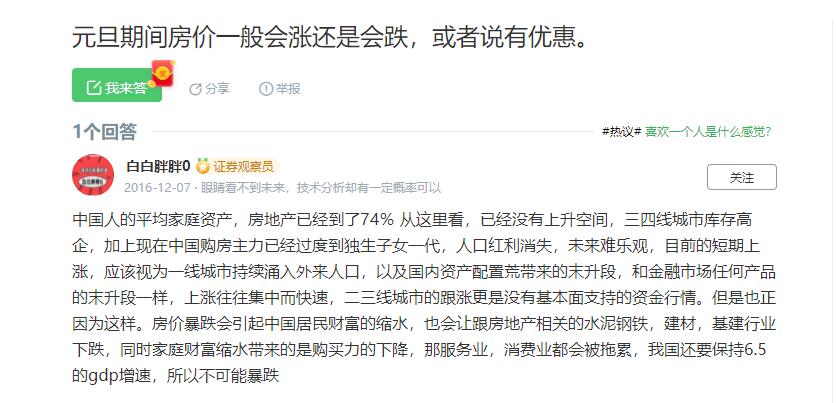 元旦期间房价一般会涨还是会跌，或者说有优惠。
我来答 奖 分享 举报
1个回答 #热议# 喜欢一个人是什么感觉？
白白胖胖0 证券观察员
关注
2016-12-07 · 眼睛看不到未来，技术分析却有一定概率可以
中国人的平均家庭资产，房地产已经到了74% 从这里看，已经没有上升空间，三四线城市库存高
企，加上现在中国购房主力已经过度到独生子女一代，人口红利消失，未来难乐观，目前的短期上
涨，应该视为一线城市持续涌入外来人口，以及国内资产配置荒带来的末升段，和金融市场任何产品
的末升段一样，上涨往往集中而快速，二三线城市的跟涨更是没有基本面支持的资金行情。但是也正
因为这样。房价暴跌会引起中国居民财富的缩水，也会让跟房地产相关的水泥钢铁，建材，基建行业
下跌，同时家庭财富缩水带来的是购买力的下降，那服务业，消费业都会被拖累，我国还要保持6.5
的gdp增速，所以不可能暴跌